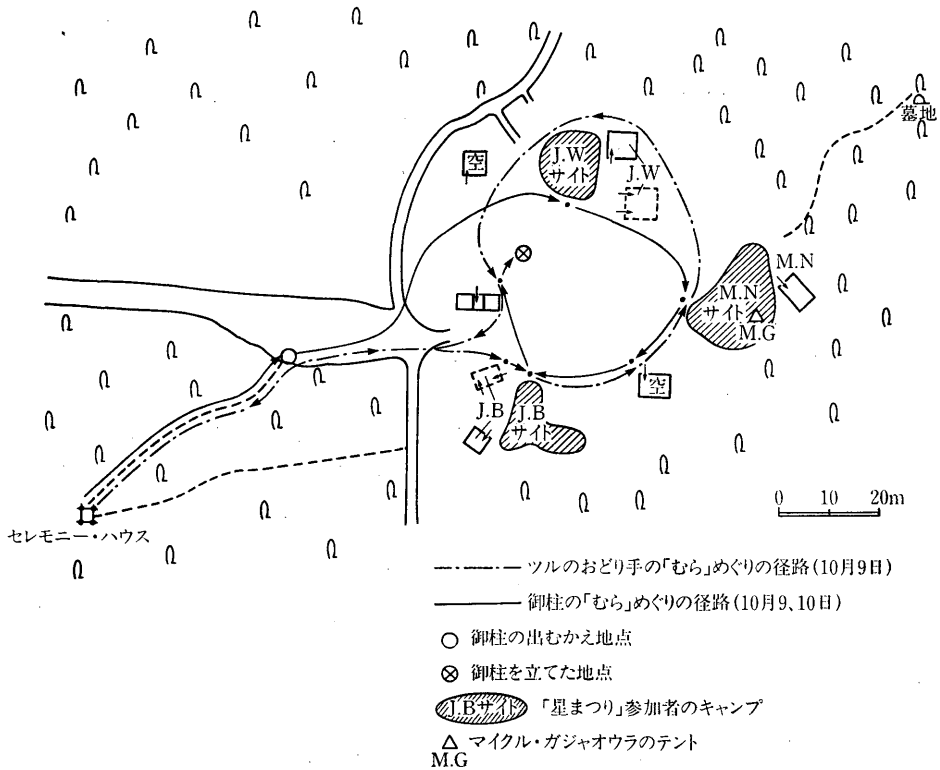 墓地
空
J.W
サイト
J.W
M.N
M.N
サイト
M.G
空
J.B
J.B
サイト
0 10 20m
セレモニー・ハウス
ツルのおどり手の「むら」めぐりの径路(10月9日)
御柱の「むら」めぐりの径路(10月9、10日)
御柱の出むかえ地点
御柱を立てた地点
J.Bサイト 「星まつり」参加者のキャンプ
マイクル・ガジャオウラのテント
M.G